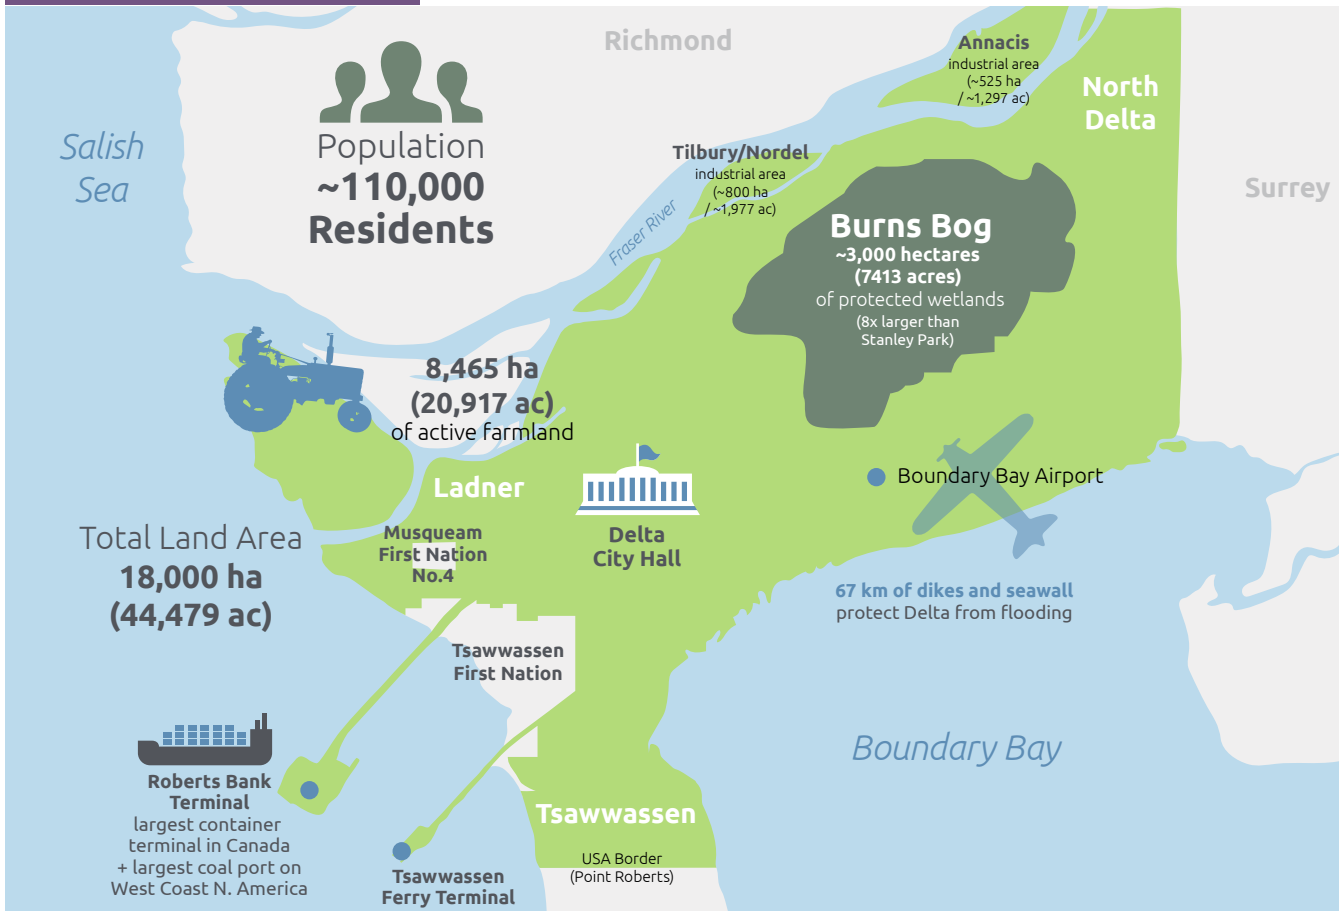 Richmond
Annacis
industrial area
(~525 ha
/ ~1,297 ac)
North
Delta
Salish
Sea
Population
~110,000
Residents
Tilbury/Nordel
industrial area
(~800 ha
/ ~1,977 ac)
Surrey
Fraser River
Burns Bog
~3,000 hectares
(7413 acres)
of protected wetlands
(8x larger than
Stanley Park)
8,465 ha
(20,917 ac)
of active farmland
Ladner
Boundary Bay Airport
Musqueam
First Nation
No.4
Delta
City Hall
Total Land Area
18,000 ha
(44,479 ac)
67 km of dikes and seawall
protect Delta from flooding
Tsawwassen
First Nation
Boundary Bay
Roberts Bank
Terminal
largest container
terminal in Canada
+ largest coal port on
West Coast N. America
Tsawwassen
USA Border
(Point Roberts)
Tsawwassen
Ferry Terminal